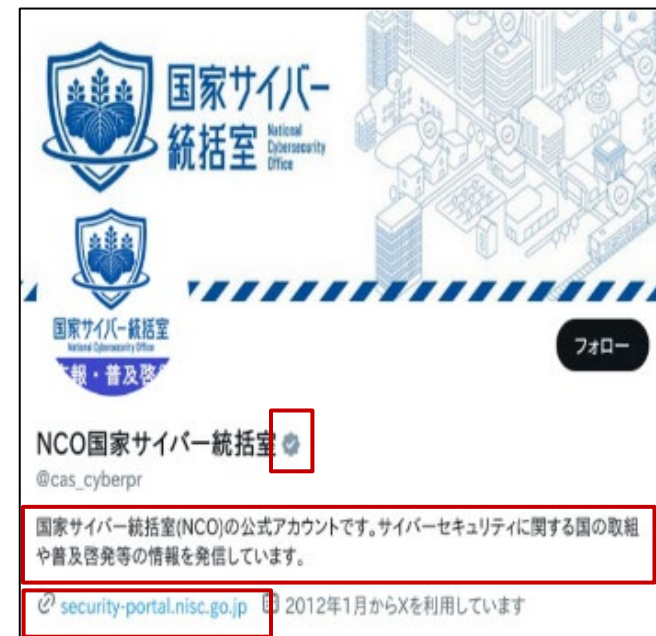 国家サイバー
統括室
National
Cybersecurity
Office
国家サイバー統括室
National Cybersecurity Office
報・普及啓発
フォロー
NCO国家サイバー統括室
@cas_cyberpr
国家サイバー統括室(NCO)の公式アカウントです。サイバーセキュリティに関する国の取組
や普及啓発等の情報を発信しています。
security-portal.nisc.go.jp 2012年1月からXを利用しています